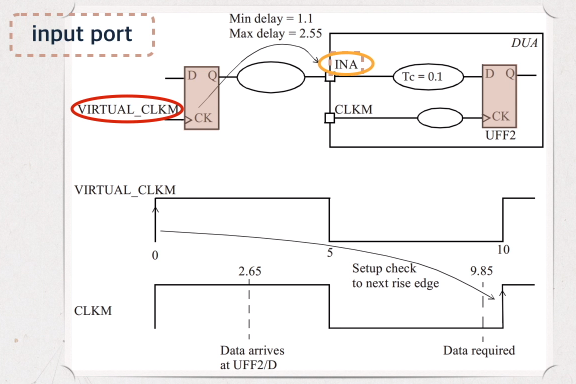 input port
Min delay = 1.1
Max delay = 2.55
DUA
INA
D Q
Tc = 0.1
D Q
VIRTUAL_CLKM
CK
CLKM
CK
UFF2
VIRTUAL_CLKM
0
5
10
2.65
Setup check
to next rise edge
9.85
CLKM
Data arrives
at UFF2/D
Data required